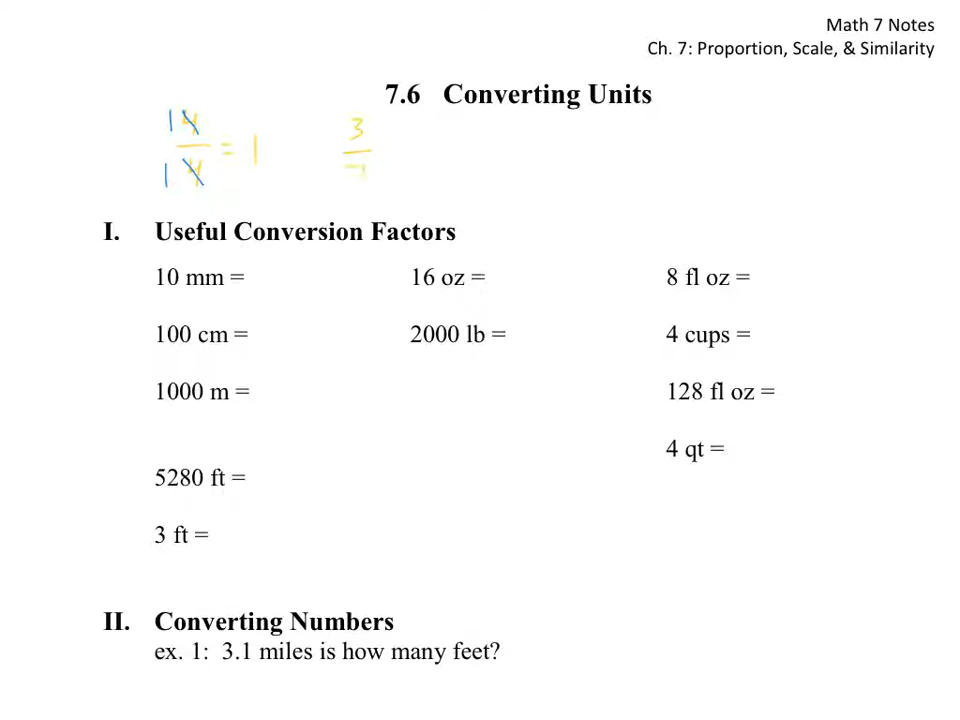 Math 7 Notes
Ch. 7: Proportion, Scale, & Similarity
7.6 Converting Units
1 4 / 1 4 = 1
3
I. Useful Conversion Factors
10 mm = 16 oz = 8 fl oz =
100 cm = 2000 lb = 4 cups =
1000 m = 128 fl oz =
4 qt =
5280 ft =
3 ft =
II. Converting Numbers
ex. 1: 3.1 miles is how many feet?